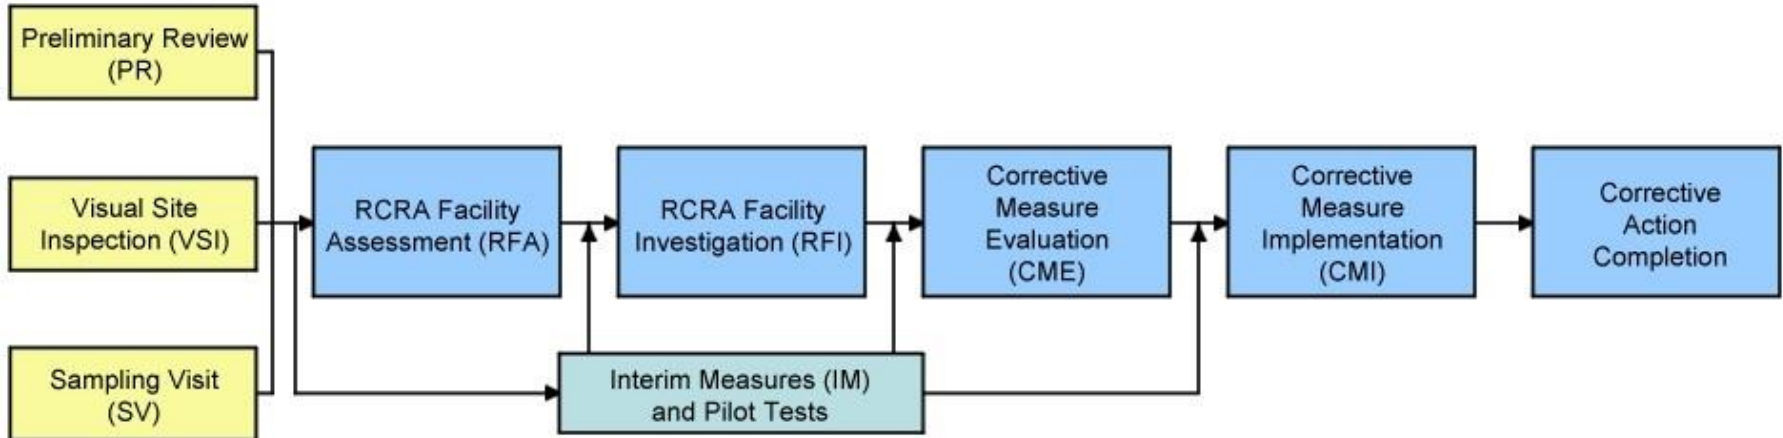 Preliminary Review
(PR)
Visual Site
Inspection (VSI)
Sampling Visit
(SV)
RCRA Facility
Assessment (RFA)
RCRA Facility
Investigation (RFI)
Corrective
Measure
Evaluation
(CME)
Corrective
Measure
Implementation
(CMI)
Corrective
Action
Completion
Interim Measures (IM)
and Pilot Tests